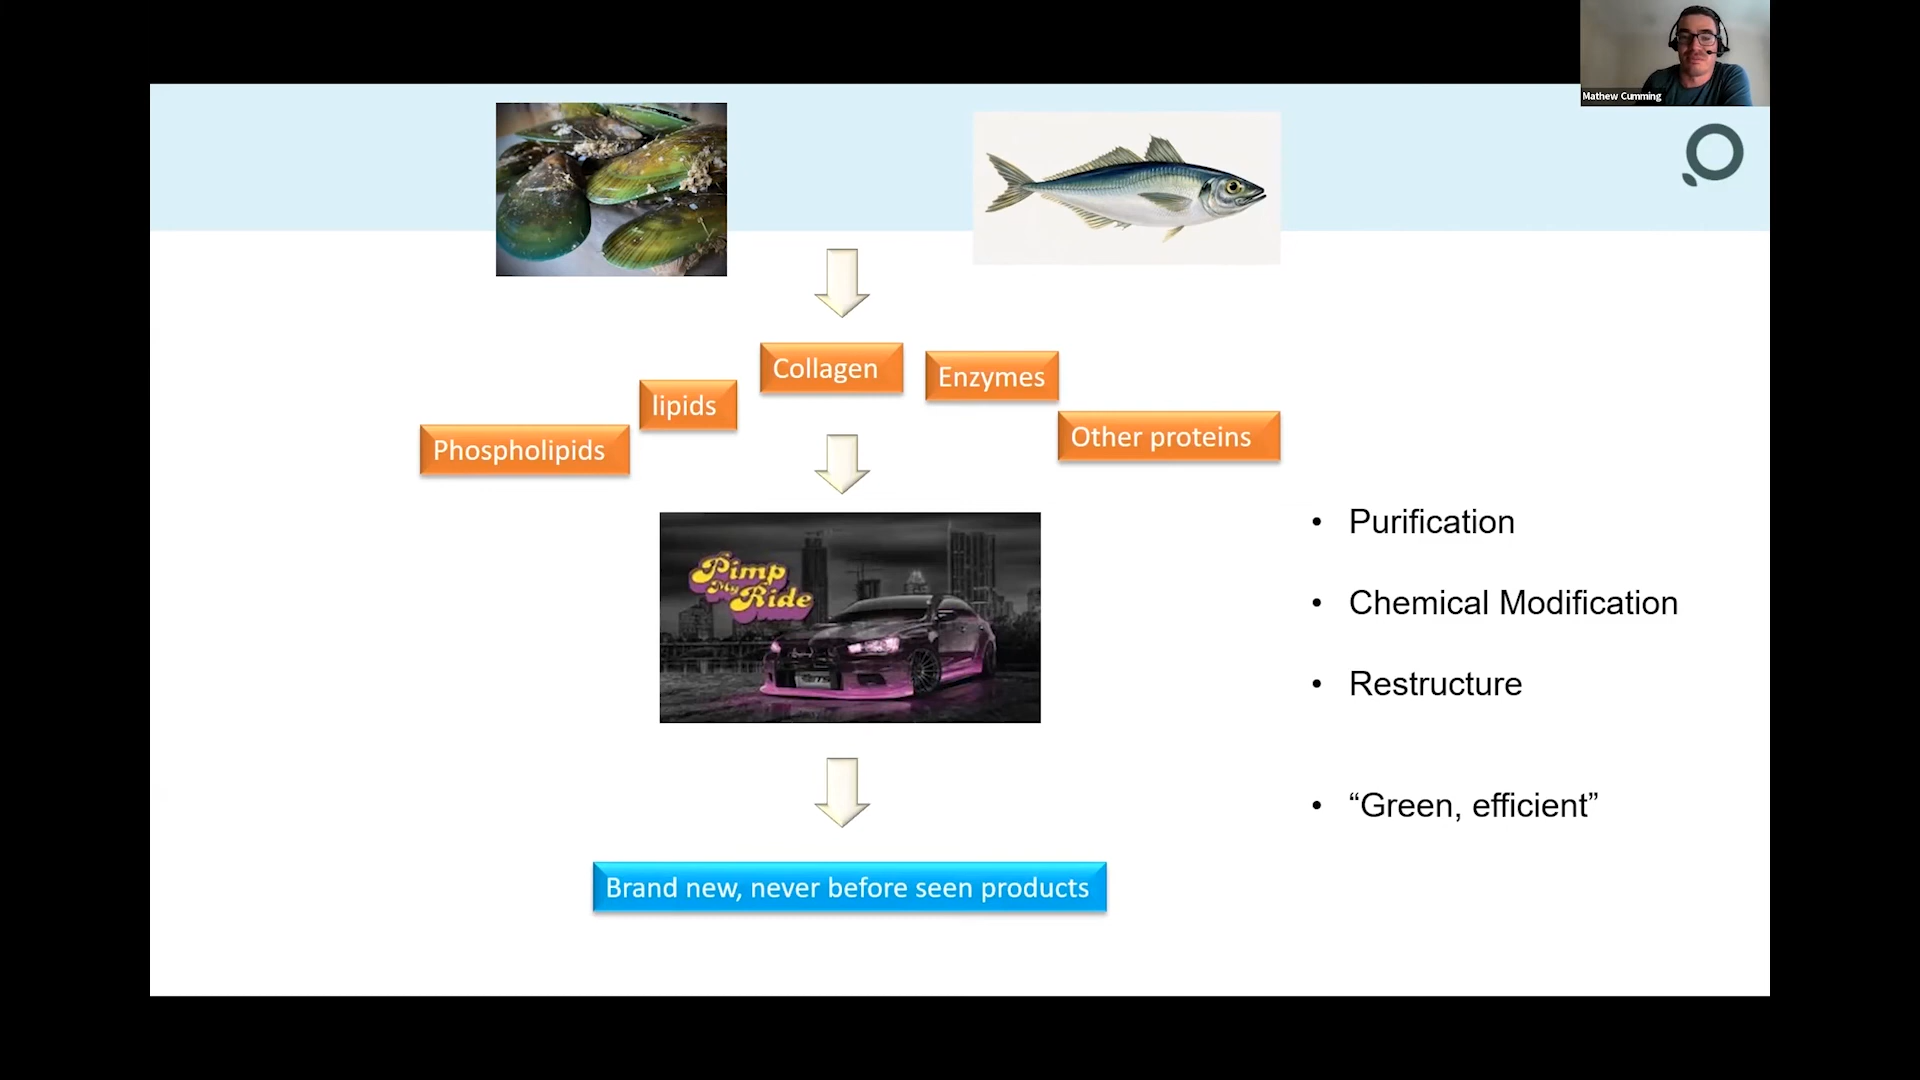 Mathew Cumming
Collagen
Enzymes
lipids
Other proteins
Phospholipids
Pimp
My
Ride
• Purification
• Chemical Modification
• Restructure
• “Green, efficient”
Brand new, never before seen products